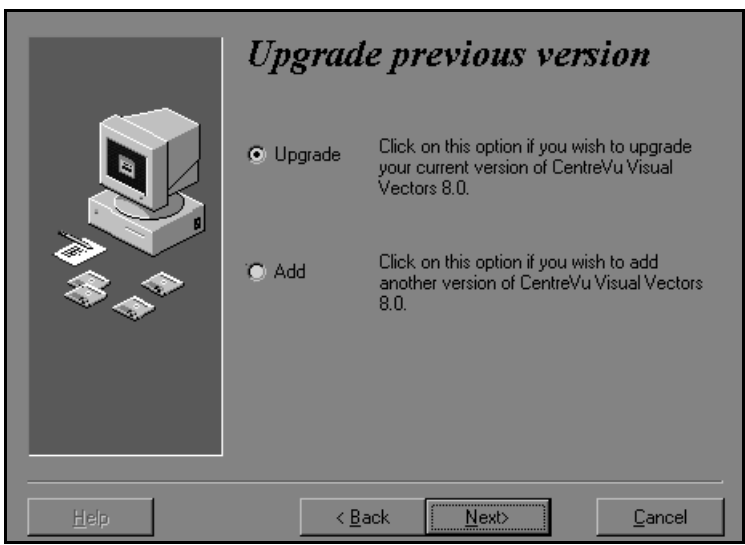 Upgrade previous version
Upgrade
Click on this option if you wish to upgrade
your current version of CentreVu Visual
Vectors 8.0.
Add
Click on this option if you wish to add
another version of CentreVu Visual Vectors
8.0.
Help
< Back
Next>
Cancel